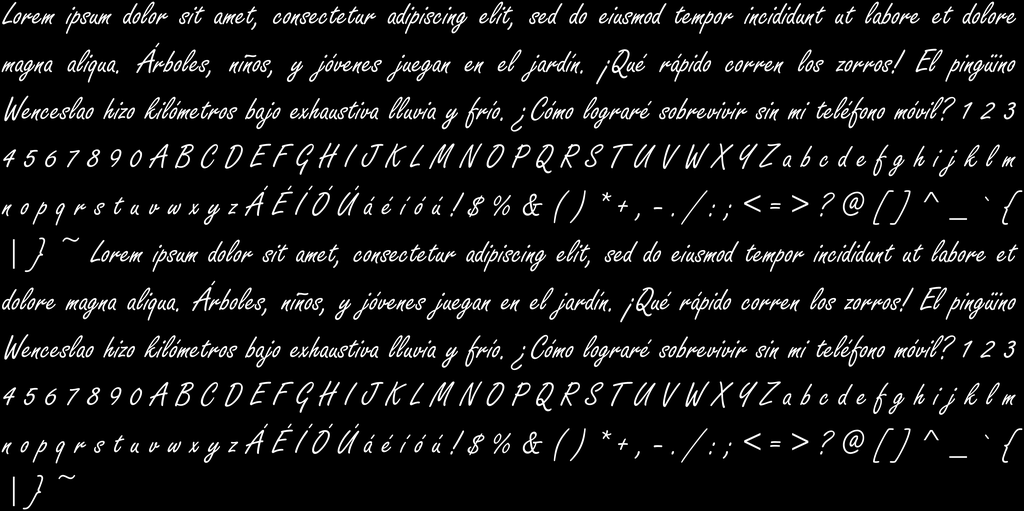 Lorem ipsum dolor sit amet, consectetur adipiscing elit, sed do eiusmod tempor incididunt ut labore et dolore
magna aliqua. Árboles, niños, y jóvenes juegan en el jardín. ¡Qué rápido corren los zorros! El pingüino
Wenceslao hizo kilómetros bajo exhaustiva lluvia y frío. ¿Cómo lograré sobrevivir sin mi teléfono móvil? 1 2 3
4 5 6 7 8 9 0 A B C D E F G H I J K L M N O P Q R S T U V W X Y Z a b c d e f g h i j k l m
n o p q r s t u v w x y z Á É Í Ó Ú á é í ó ú ! $ % & ( ) * + , - . / : ; < = > ? @ [ ] ^ _ ` {
| } ~ Lorem ipsum dolor sit amet, consectetur adipiscing elit, sed do eiusmod tempor incididunt ut labore et
dolore magna aliqua. Árboles, niños, y jóvenes juegan en el jardín. ¡Qué rápido corren los zorros! El pingüino
Wenceslao hizo kilómetros bajo exhaustiva lluvia y frío. ¿Cómo lograré sobrevivir sin mi teléfono móvil? 1 2 3
4 5 6 7 8 9 0 A B C D E F G H I J K L M N O P Q R S T U V W X Y Z a b c d e f g h i j k l m
n o p q r s t u v w x y z Á É Í Ó Ú á é í ó ú ! $ % & ( ) * + , - . / : ; < = > ? @ [ ] ^ _ ` {
| } ~